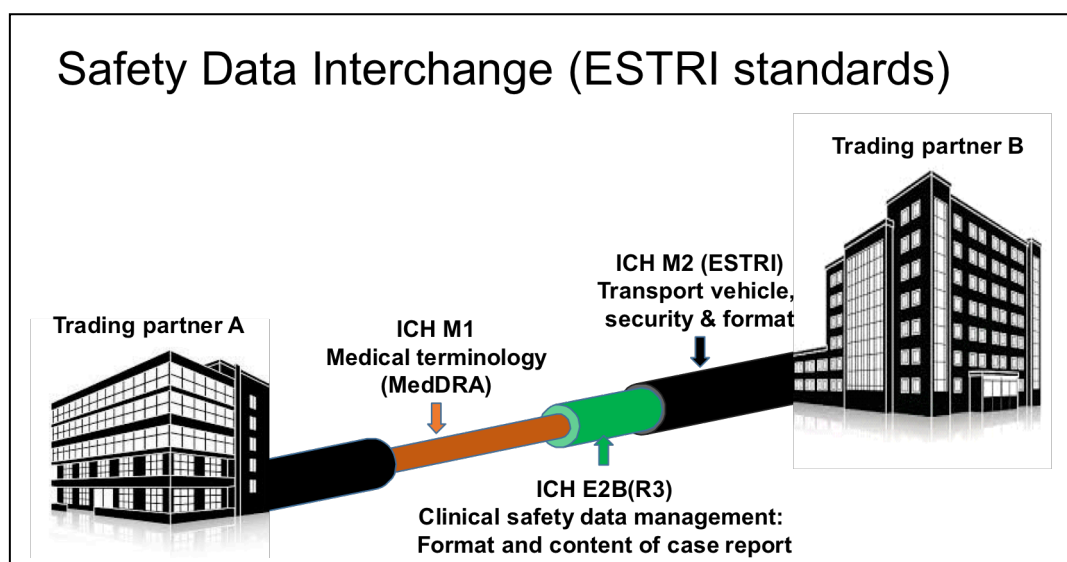 Safety Data Interchange (ESTRI standards)
Trading partner B
ICH M2 (ESTRI)
Transport vehicle,
security & format
Trading partner A
ICH M1
Medical terminology
(MedDRA)
ICH E2B(R3)
Clinical safety data management:
Format and content of case report